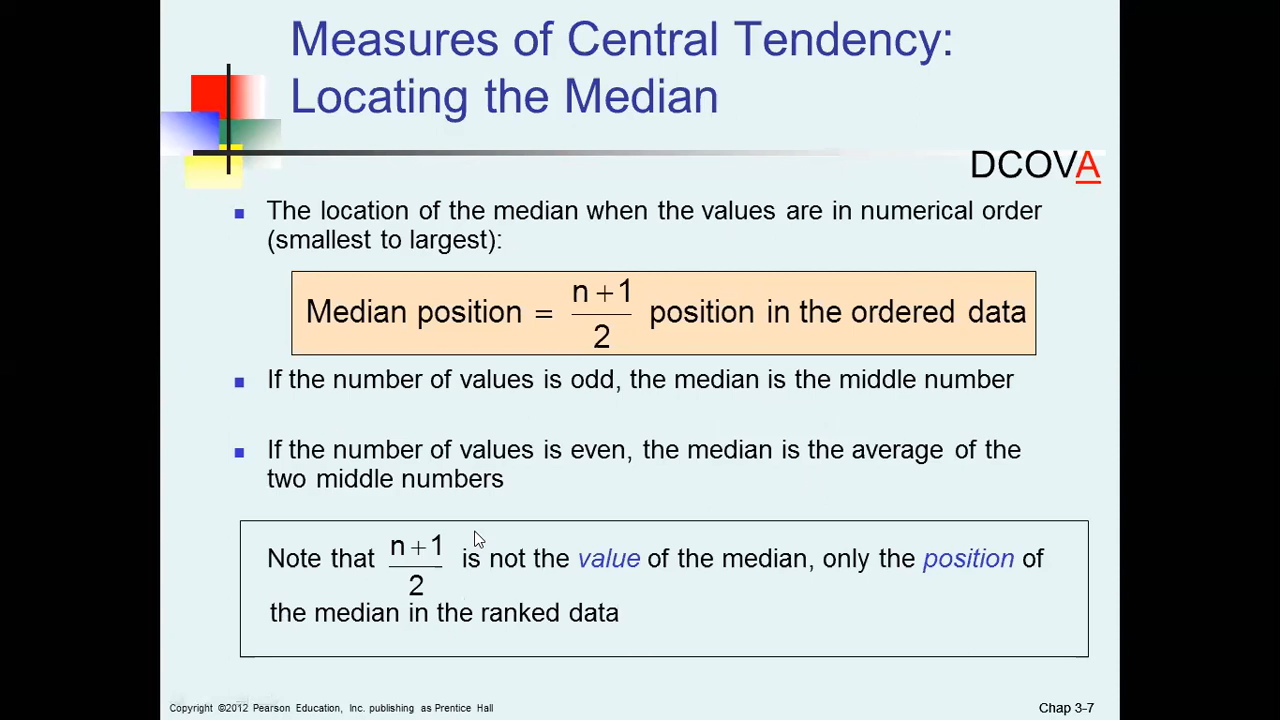 Measures of Central Tendency:
Locating the Median
DCOVA
The location of the median when the values are in numerical order
(smallest to largest):
Median position = n + 1 / 2 position in the ordered data
If the number of values is odd, the median is the middle number
If the number of values is even, the median is the average of the
two middle numbers
Note that n + 1 / 2 is not the value of the median, only the position of
the median in the ranked data
Copyright ©2012 Pearson Education, Inc. publishing as Prentice Hall
Chap 3-7